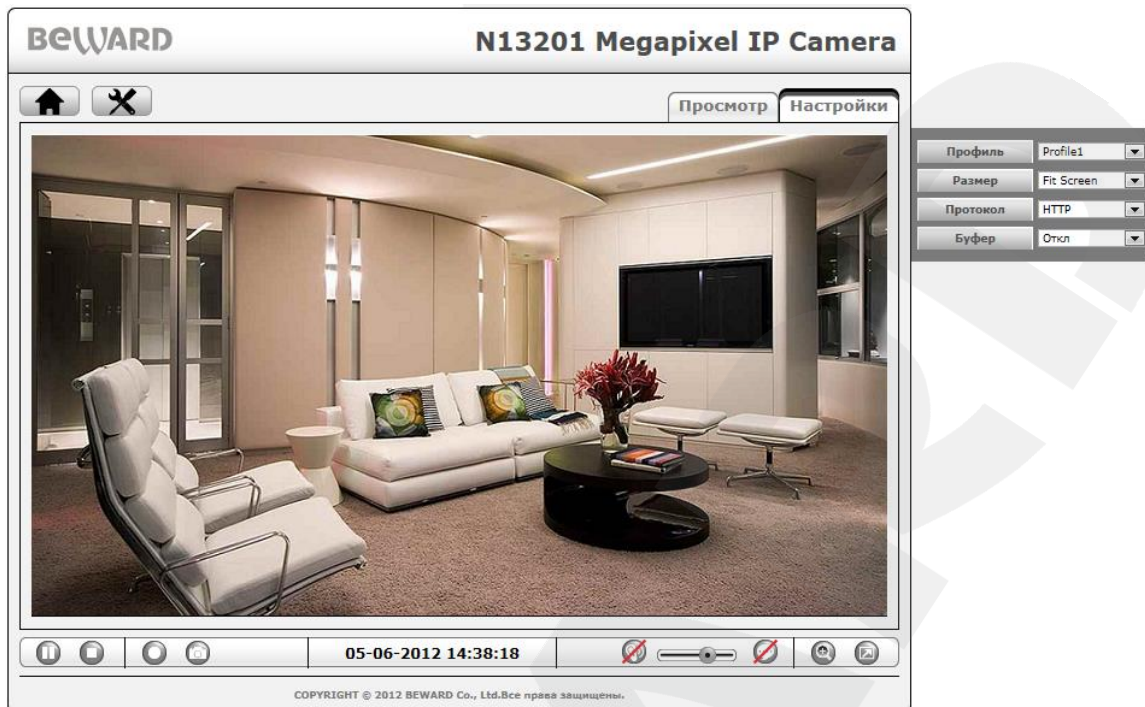 BEWARD
N13201 Megapixel IP Camera
Просмотр
Настройки
Профиль Profile1
Размер Fit Screen
Протокол HTTP
Буфер Откл
05-06-2012 14:38:18
COPYRIGHT © 2012 BEWARD Co., Ltd.Все права защищены.